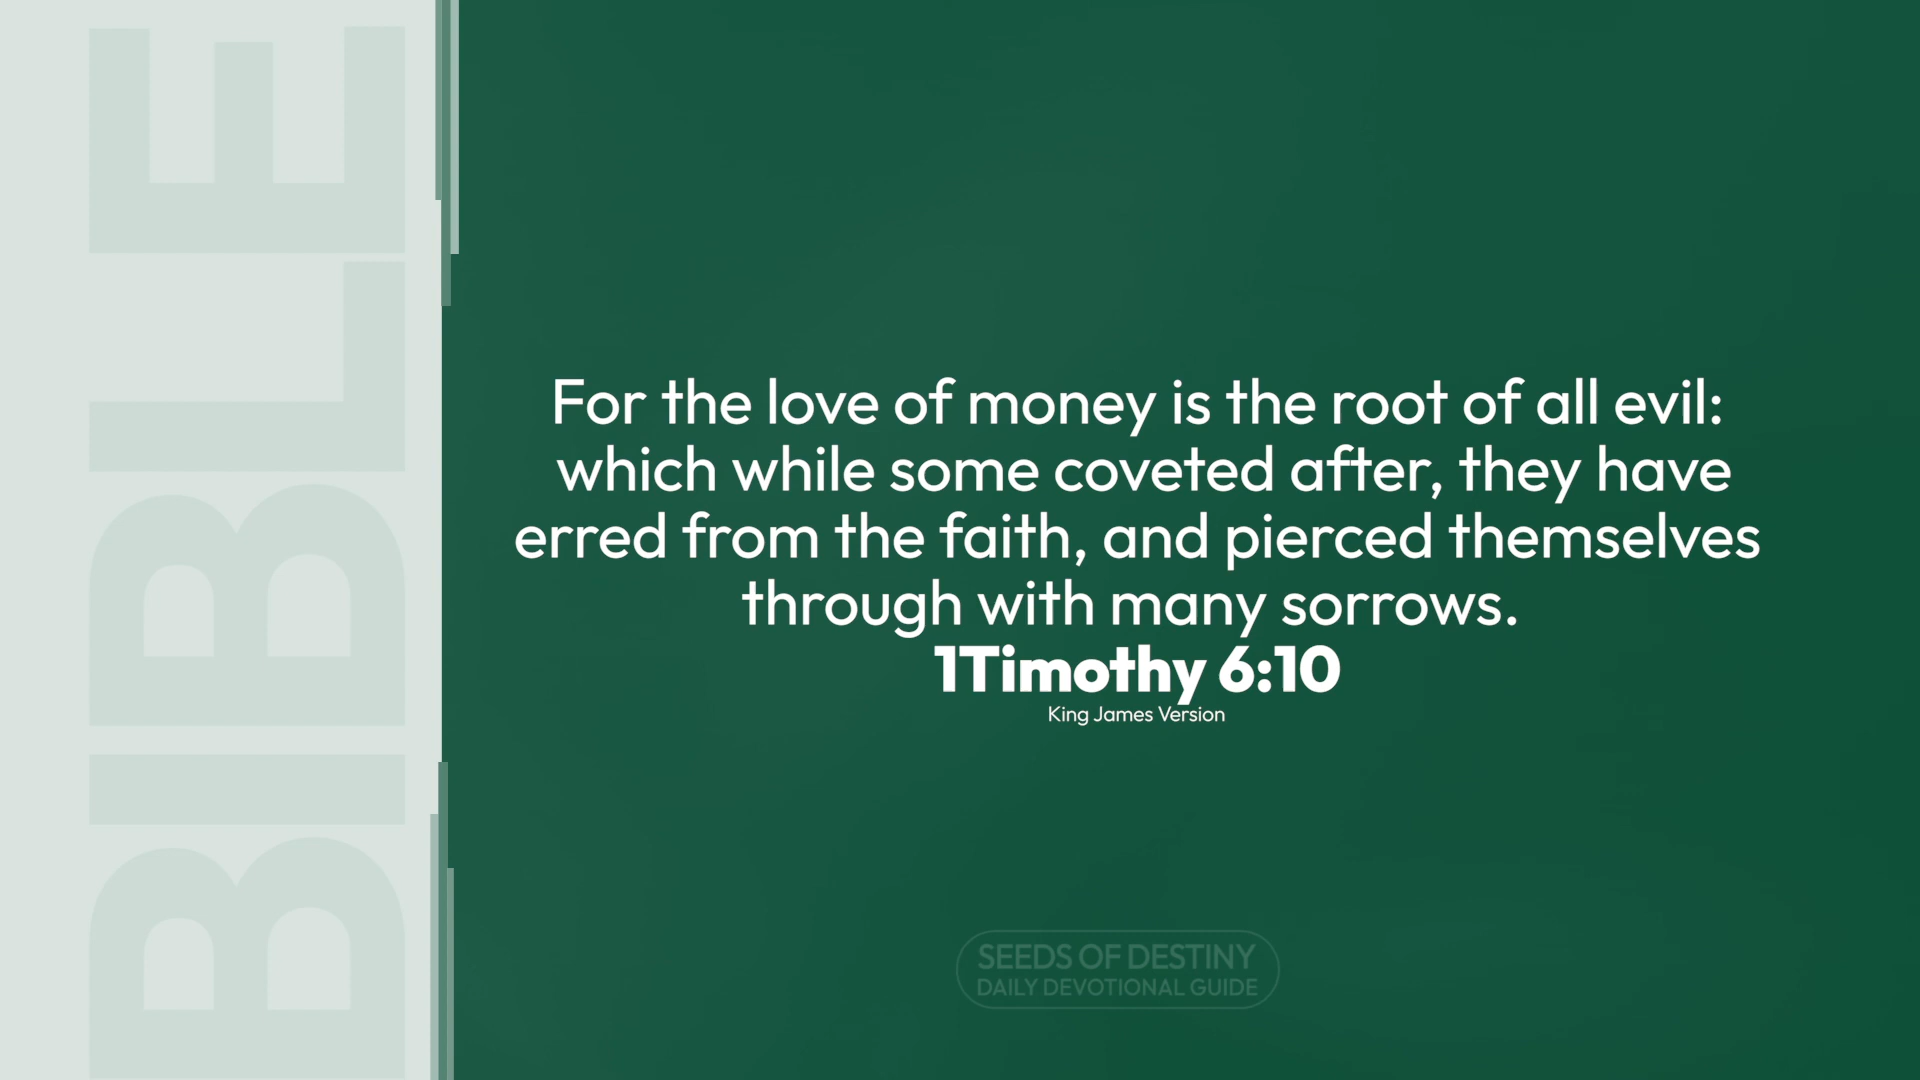 BIBLE
For the love of money is the root of all evil:
which while some coveted after, they have
erred from the faith, and pierced themselves
through with many sorrows.
1Timothy 6:10
King James Version
SEEDS OF DESTINY
DAILY DEVOTIONAL GUIDE